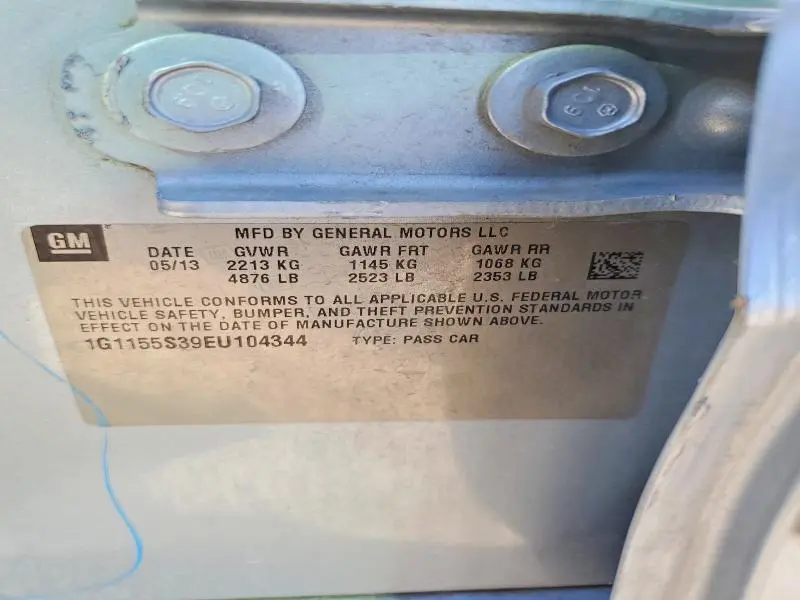 GM
MFD BY GENERAL MOTORS LLC
DATE GVWR GAWR FRT GAWR RR
05/13 2213 KG 1145 KG 1068 KG
4876 LB 2523 LB 2353 LB
THIS VEHICLE CONFORMS TO ALL APPLICABLE U.S. FEDERAL MOTOR
VEHICLE SAFETY, BUMPER, AND THEFT PREVENTION STANDARDS IN
EFFECT ON THE DATE OF MANUFACTURE SHOWN ABOVE.
1G1155S39EU104344 TYPE: PASS CAR